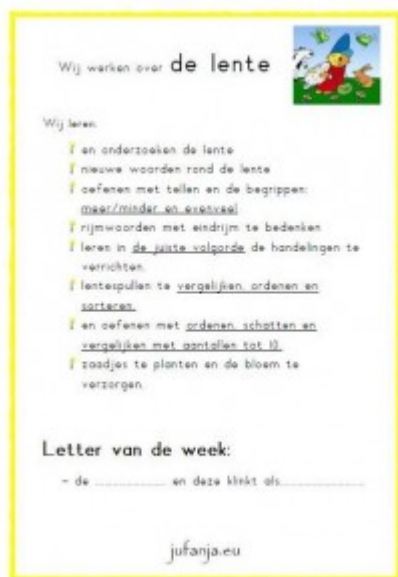 Wij werken over de lente
Wij leren:
en onderzoeken de lente
nieuwe woorden rond de lente
oefenen met tellen en de begrippen:
meer/minder en evenveel
rijmwoorden met eindrijm te bedenken
leren in de juiste volgorde de handelingen te
verrichten.
lentespullen te vergelijken, ordenen en
sorteren.
en oefenen met ordenen, schatten en
vergelijken met aantallen tot 10.
zaadjes te planten en de bloem te
verzorgen.
Letter van de week:
- de .................... en deze klinkt als.......................
jufanja.eu